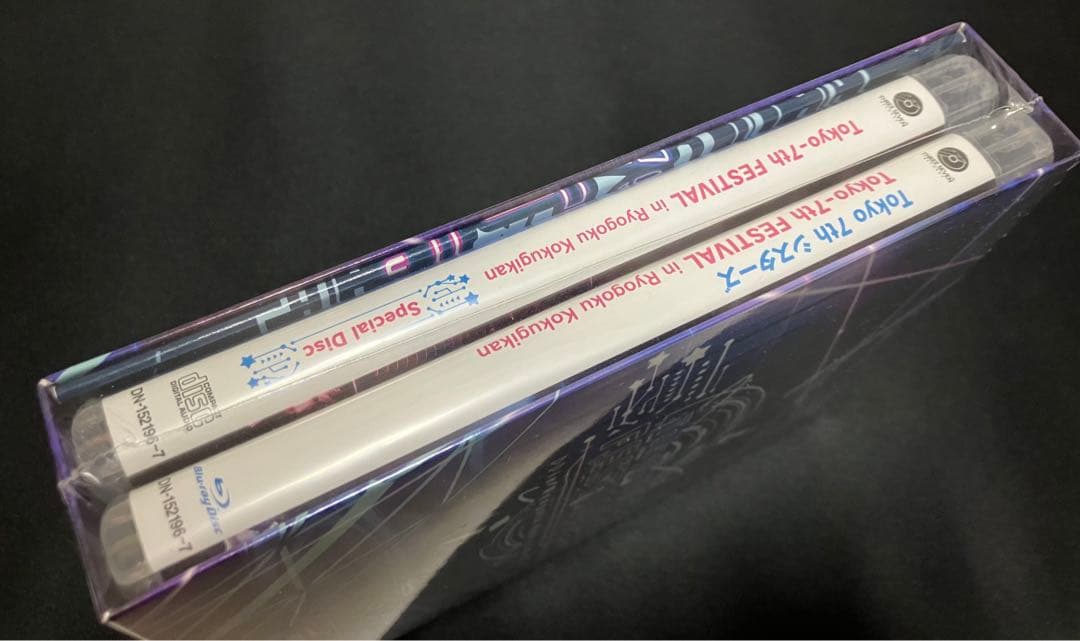 Tokyo 7th シスターズ
Tokyo-7th FESTIVAL in Ryogoku Kokugikan
Blu-ray Disc
DN-152196-7
Tokyo-7th FESTIVAL in Ryogoku Kokugikan
Special Disc
COMPACT
disc
DIGITAL AUDIO
DN-152196-7